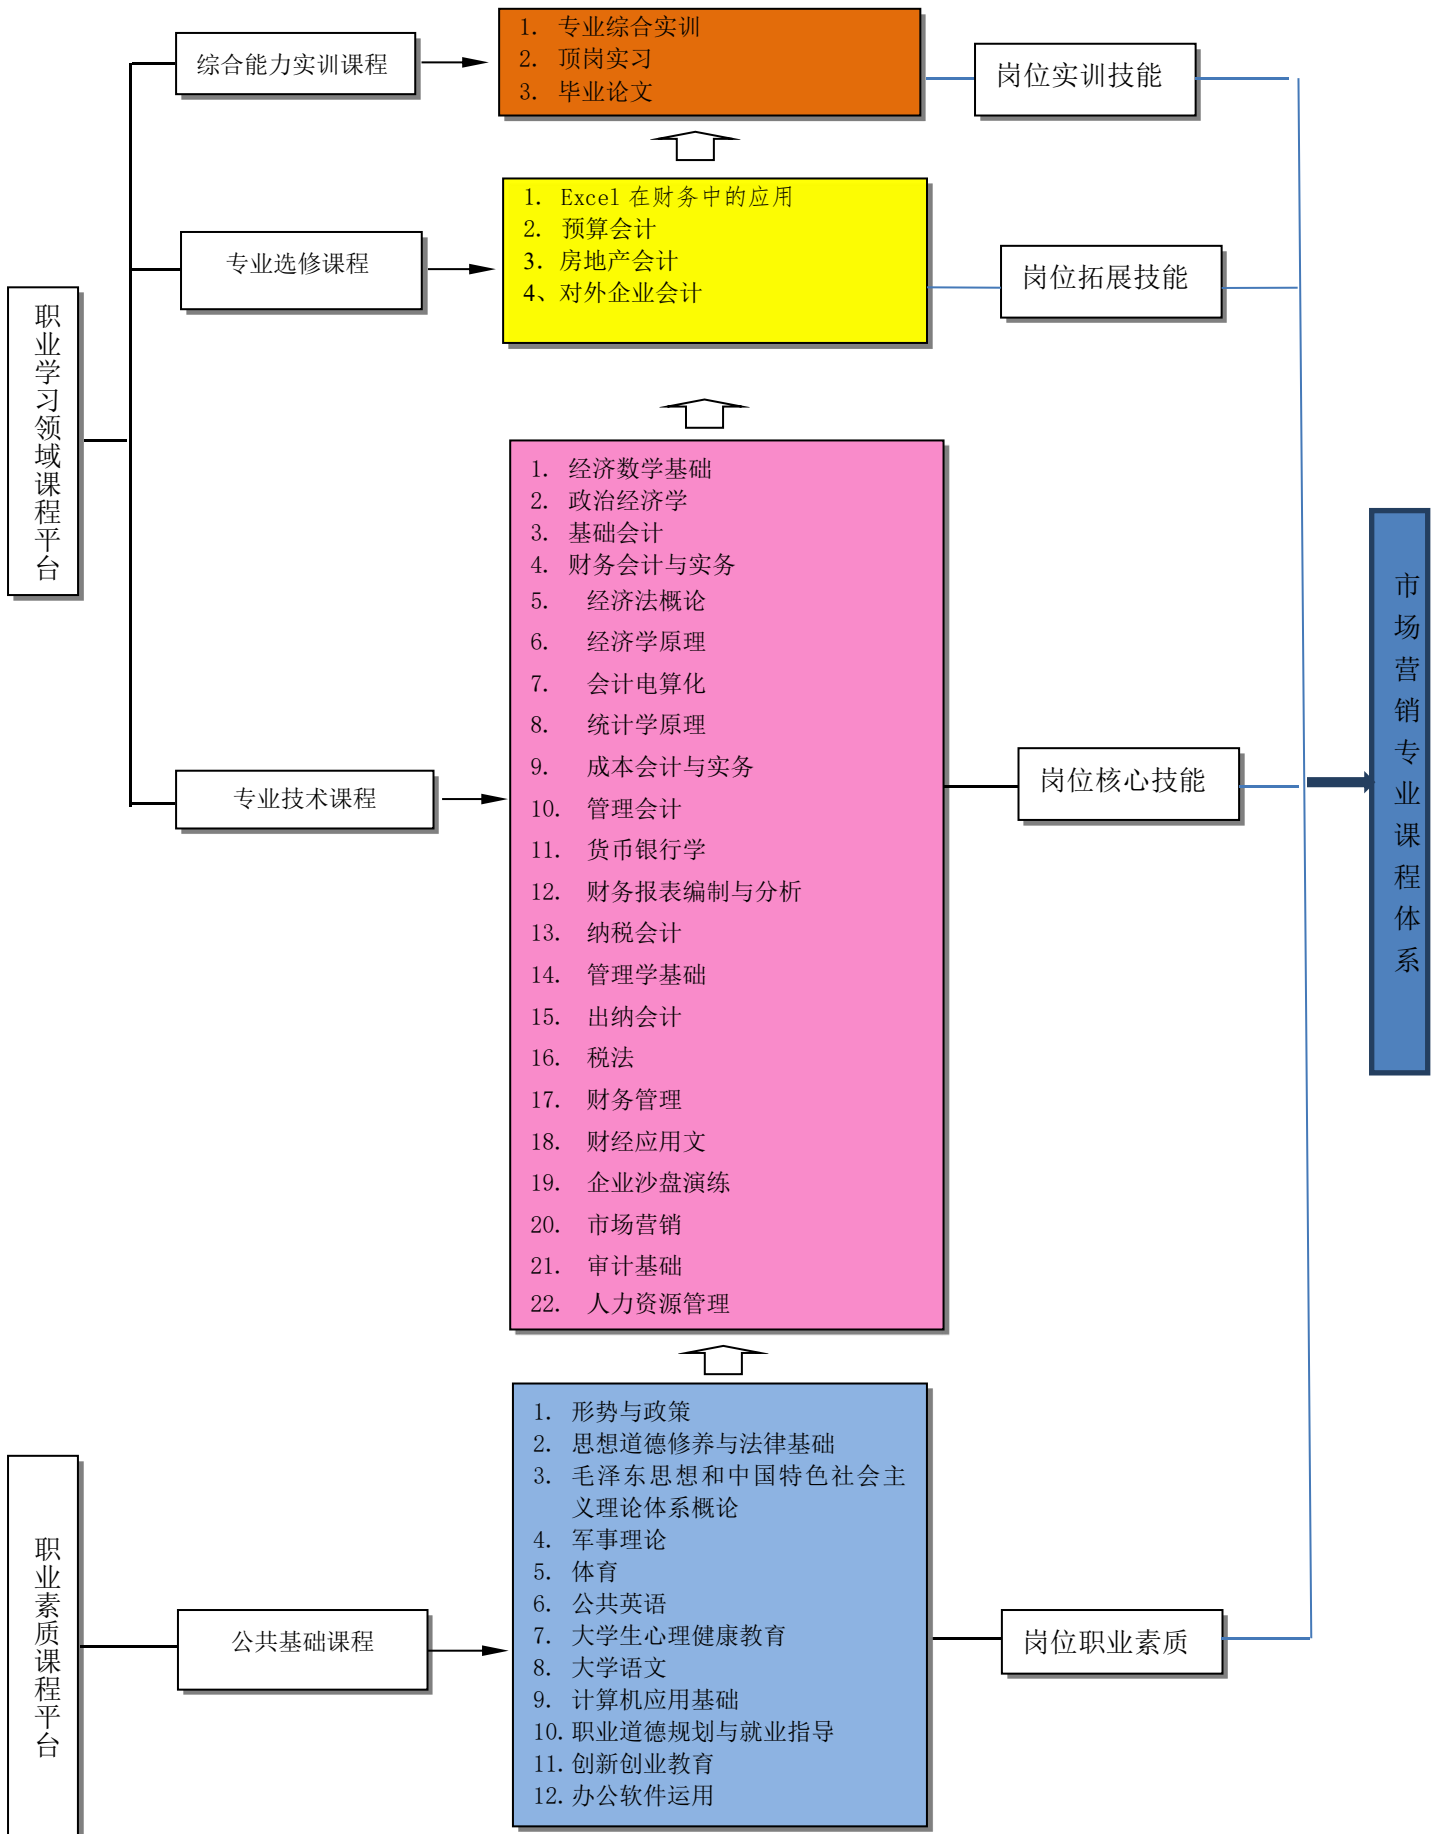 综合能力实训课程
1. 专业综合实训
2. 顶岗实习
3. 毕业论文
岗位实训技能
专业选修课程
1. Excel 在财务中的应用
2. 预算会计
3. 房地产会计
4、对外企业会计
岗位拓展技能
职业学习领域课程平台
专业技术课程
1. 经济数学基础
2. 政治经济学
3. 基础会计
4. 财务会计与实务
5. 经济法概论
6. 经济学原理
7. 会计电算化
8. 统计学原理
9. 成本会计与实务
10. 管理会计
11. 货币银行学
12. 财务报表编制与分析
13. 纳税会计
14. 管理学基础
15. 出纳会计
16. 税法
17. 财务管理
18. 财经应用文
19. 企业沙盘演练
20. 市场营销
21. 审计基础
22. 人力资源管理
岗位核心技能
市场营销专业课程体系
职业素质课程平台
公共基础课程
1. 形势与政策
2. 思想道德修养与法律基础
3. 毛泽东思想和中国特色社会主
义理论体系概论
4. 军事理论
5. 体育
6. 公共英语
7. 大学生心理健康教育
8. 大学语文
9. 计算机应用基础
10. 职业道德规划与就业指导
11. 创新创业教育
12. 办公软件运用
岗位职业素质